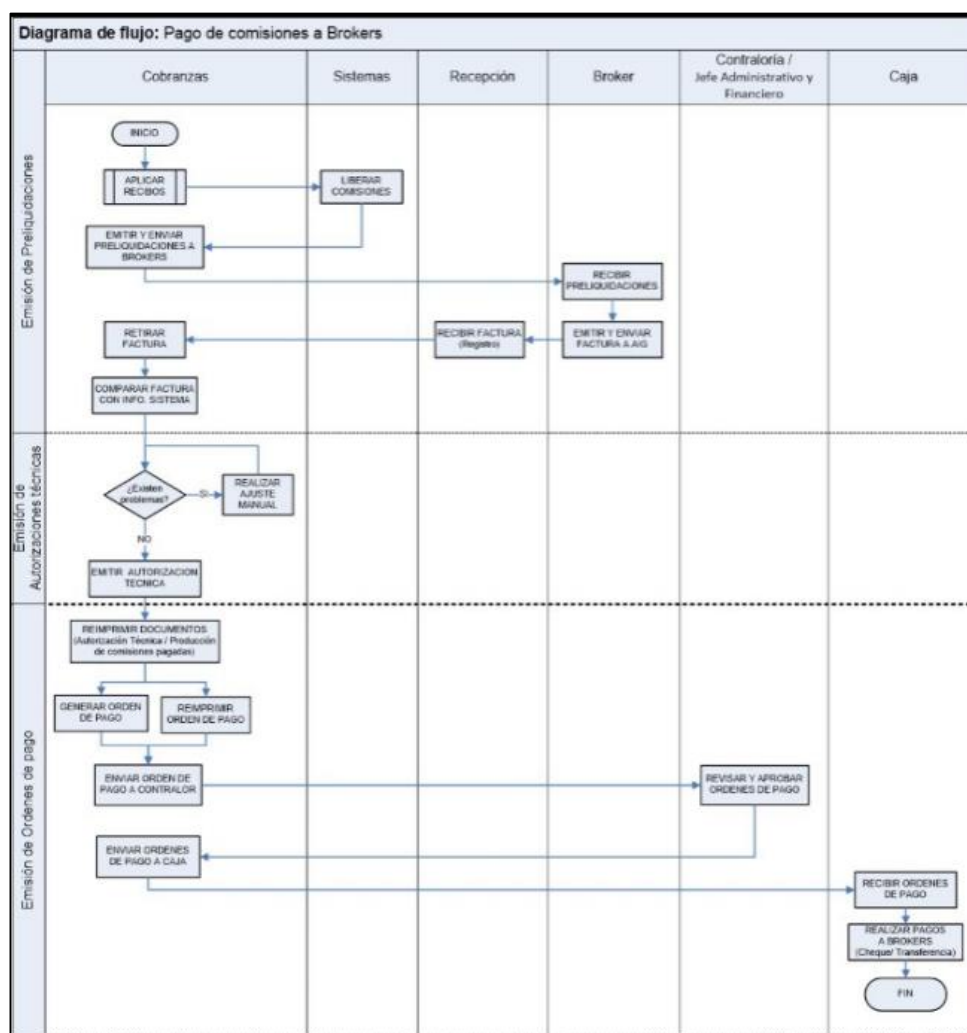 Diagrama de flujo: Pago de comisiones a Brokers
Cobranzas
Sistemas
Recepción
Broker
Contraloría /
Jefe Administrativo y
Financiero
Caja
Emisión de Preliquidaciones
INICIO
APLICAR
RECIBOS
LIBERAR
COMISIONES
EMITIR Y ENVIAR
PRELIQUIDACIONES A
BROKERS
RECIBIR
PRELIQUIDACIONES
RETIRAR
FACTURA
RECIBIR FACTURA
(Registro)
EMITIR Y ENVIAR
FACTURA A AIG
COMPARAR FACTURA
CON INFO. SISTEMA
Emisión de
Autorizaciones técnicas
¿Existen
problemas?
SI
REALIZAR
AJUSTE
MANUAL
NO
EMITIR AUTORIZACION
TECNICA
Emisión de Ordenes de pago
REIMPRIMIR DOCUMENTOS
(Autorización Técnica / Producción
de comisiones pagadas)
GENERAR ORDEN
DE PAGO
REIMPRIMIR
ORDEN DE PAGO
ENVIAR ORDEN DE
PAGO A CONTRALOR
REVISAR Y APROBAR
ORDENES DE PAGO
ENVIAR ORDENES
DE PAGO A CAJA
RECIBIR ORDENES
DE PAGO
REALIZAR PAGOS
A BROKERS
(Cheque/ Transferencia)
FIN